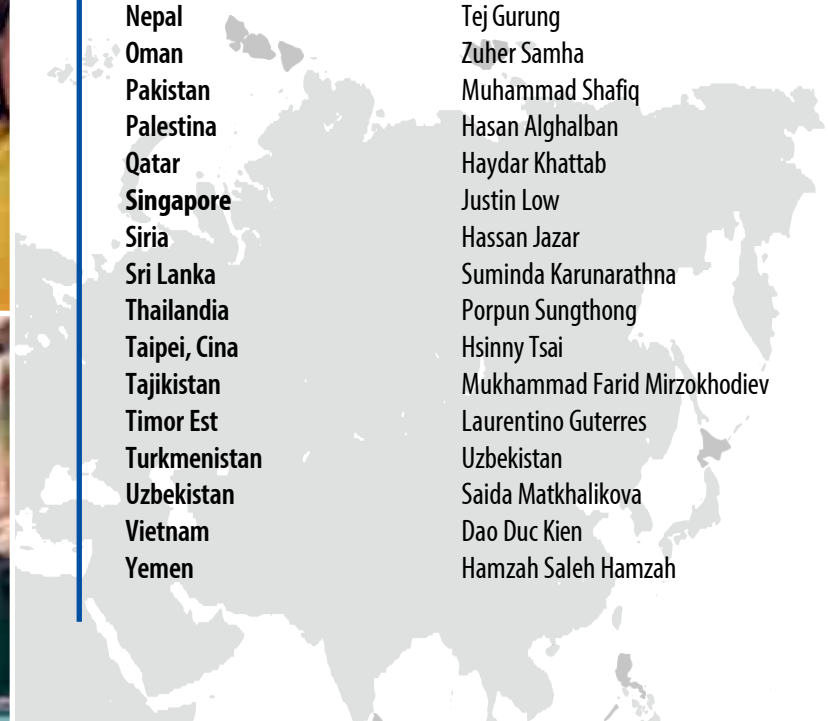 Nepal Tej Gurung
Oman Zuher Samha
Pakistan Muhammad Shafiq
Palestina Hasan Alghalban
Qatar Haydar Khattab
Singapore Justin Low
Siria Hassan Jazar
Sri Lanka Suminda Karunarathna
Thailandia Porpun Sungthong
Taipei, Cina Hsinny Tsai
Tajikistan Mukhammad Farid Mirzokhodiev
Timor Est Laurentino Guterres
Turkmenistan Uzbekistan
Uzbekistan Saida Matkhalikova
Vietnam Dao Duc Kien
Yemen Hamzah Saleh Hamzah